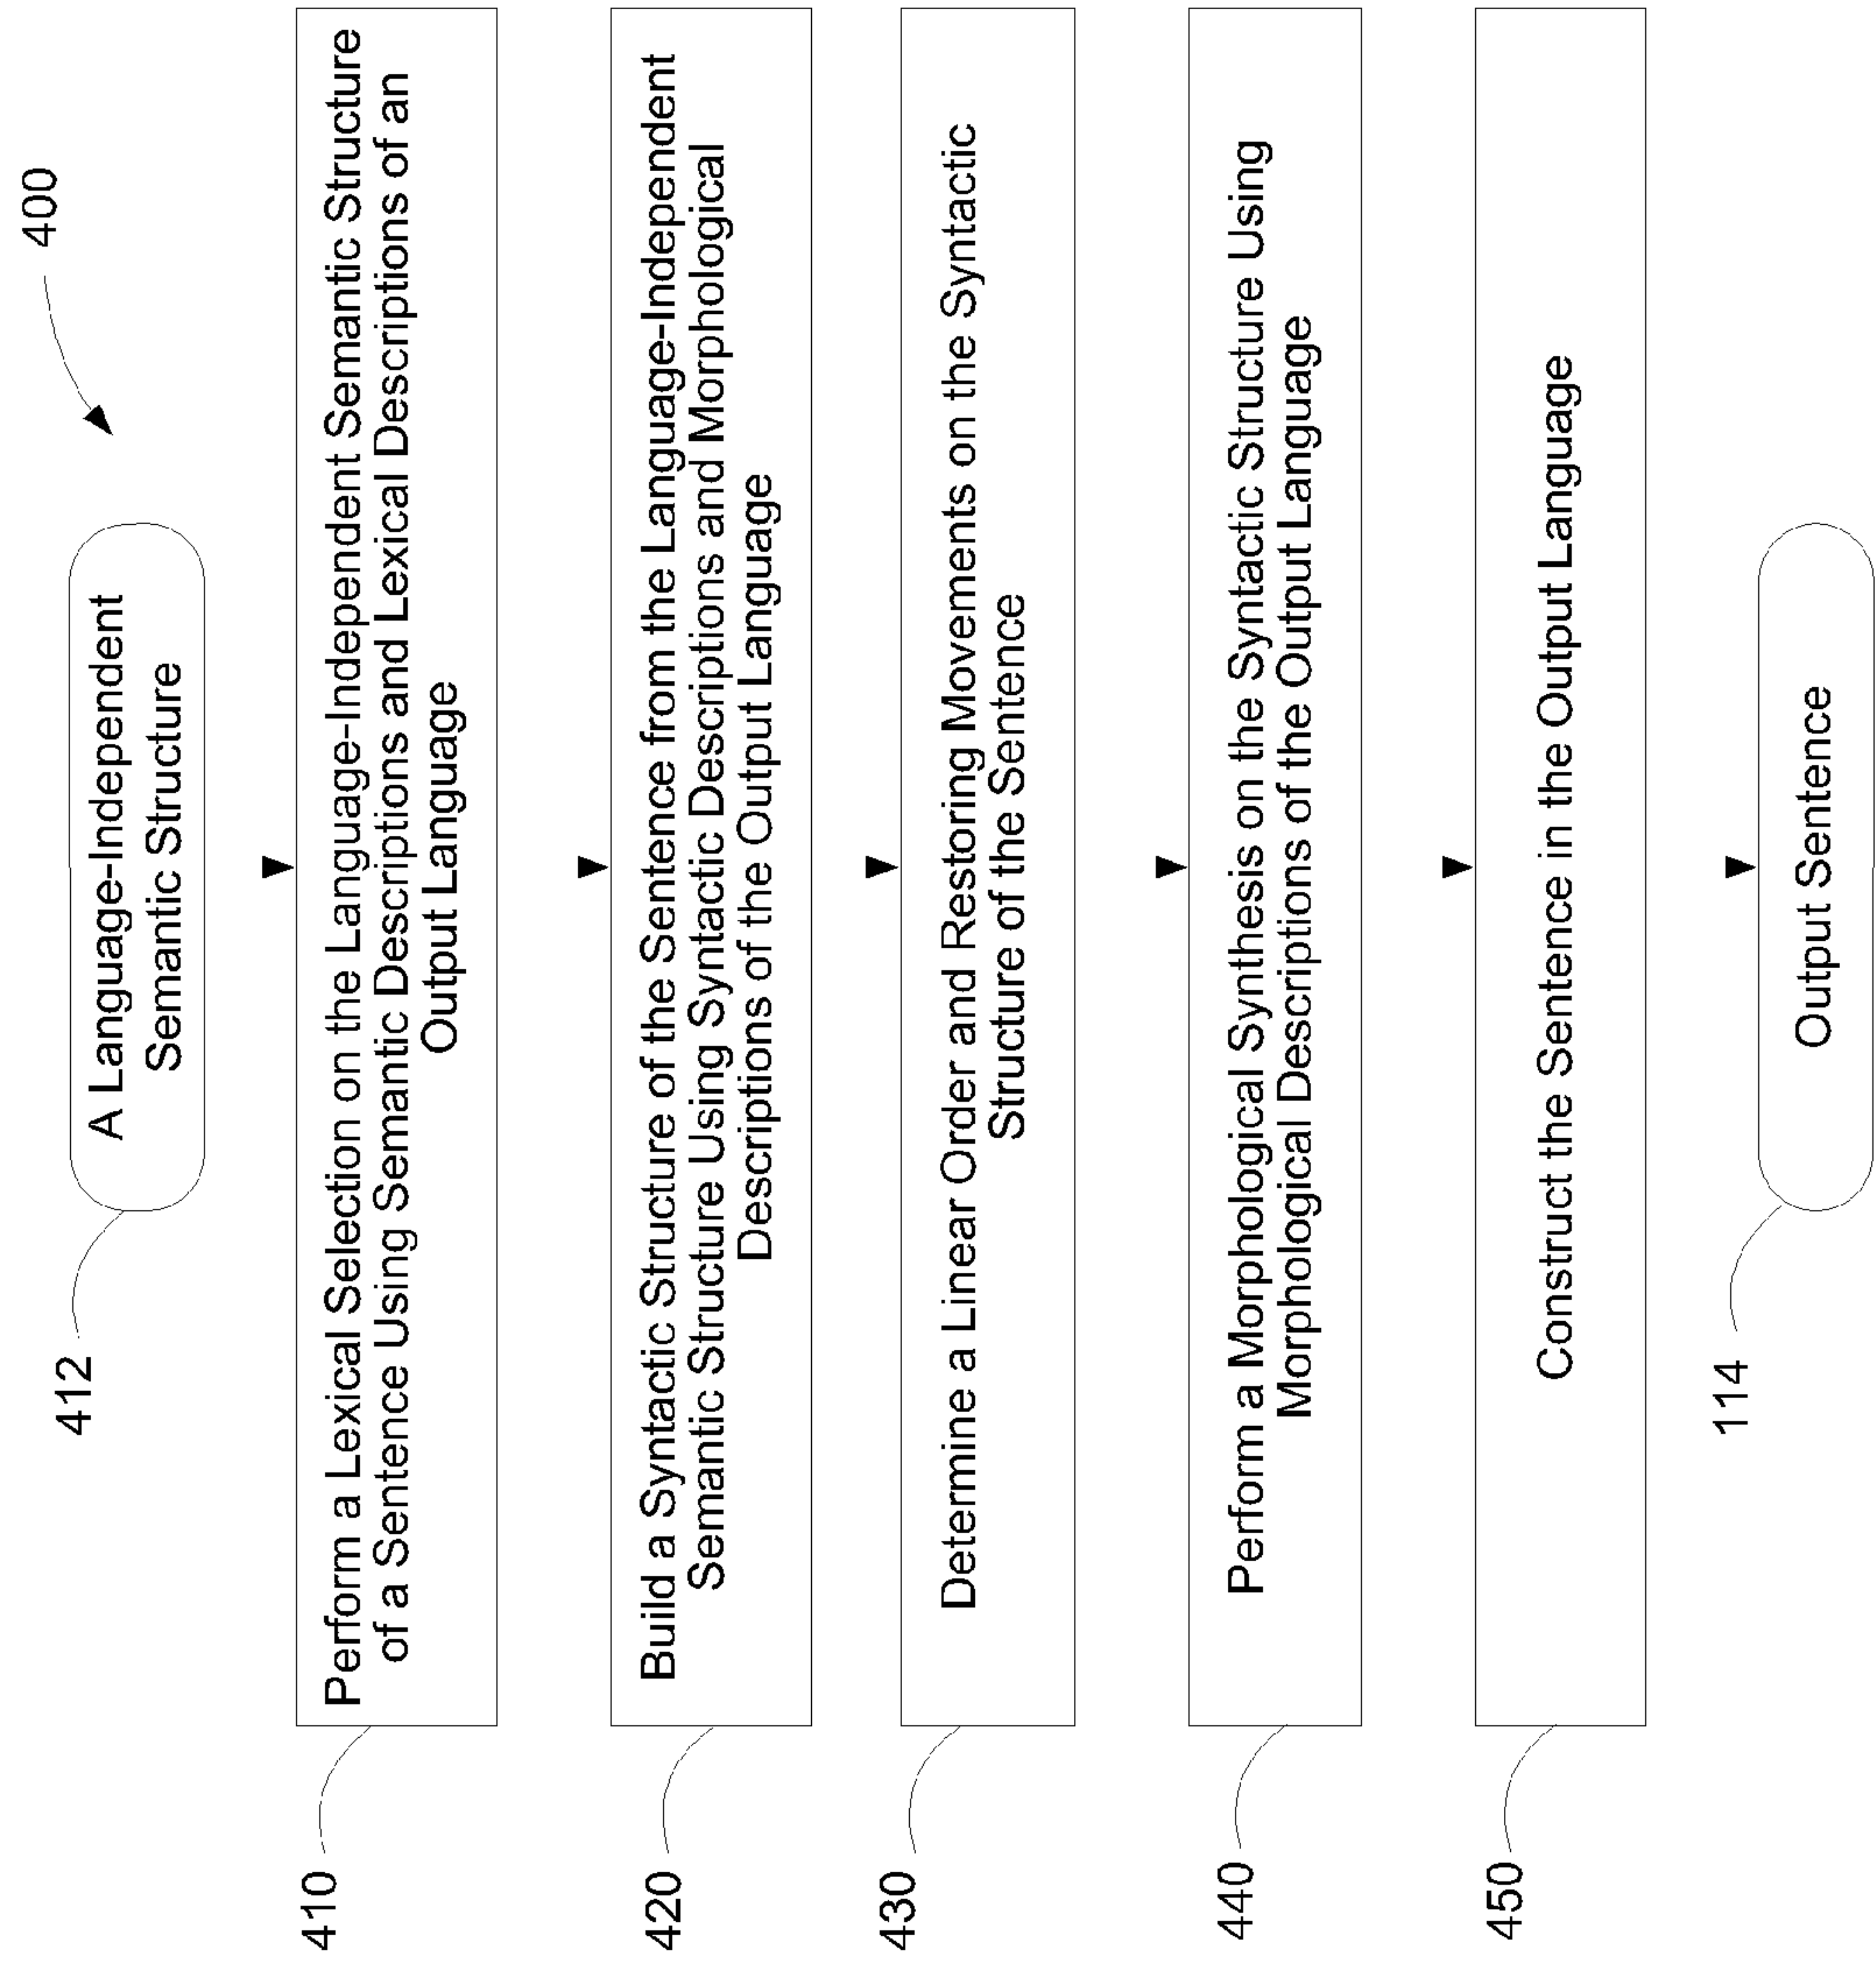 400
412
A Language-Independent
Semantic Structure
410
Perform a Lexical Selection on the Language-Independent Semantic Structure
of a Sentence Using Semantic Descriptions and Lexical Descriptions of an
Output Language
420
Build a Syntactic Structure of the Sentence from the Language-Independent
Semantic Structure Using Syntactic Descriptions and Morphological
Descriptions of the Output Language
430
Determine a Linear Order and Restoring Movements on the Syntactic
Structure of the Sentence
440
Perform a Morphological Synthesis on the Syntactic Structure Using
Morphological Descriptions of the Output Language
450
Construct the Sentence in the Output Language
114
Output Sentence